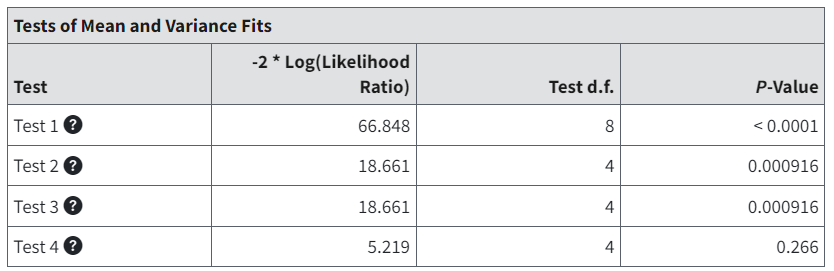 Tests of Mean and Variance Fits
Test -2 * Log(Likelihood Ratio) Test d.f. P-Value
Test 1 ? 66.848 8 < 0.0001
Test 2 ? 18.661 4 0.000916
Test 3 ? 18.661 4 0.000916
Test 4 ? 5.219 4 0.266